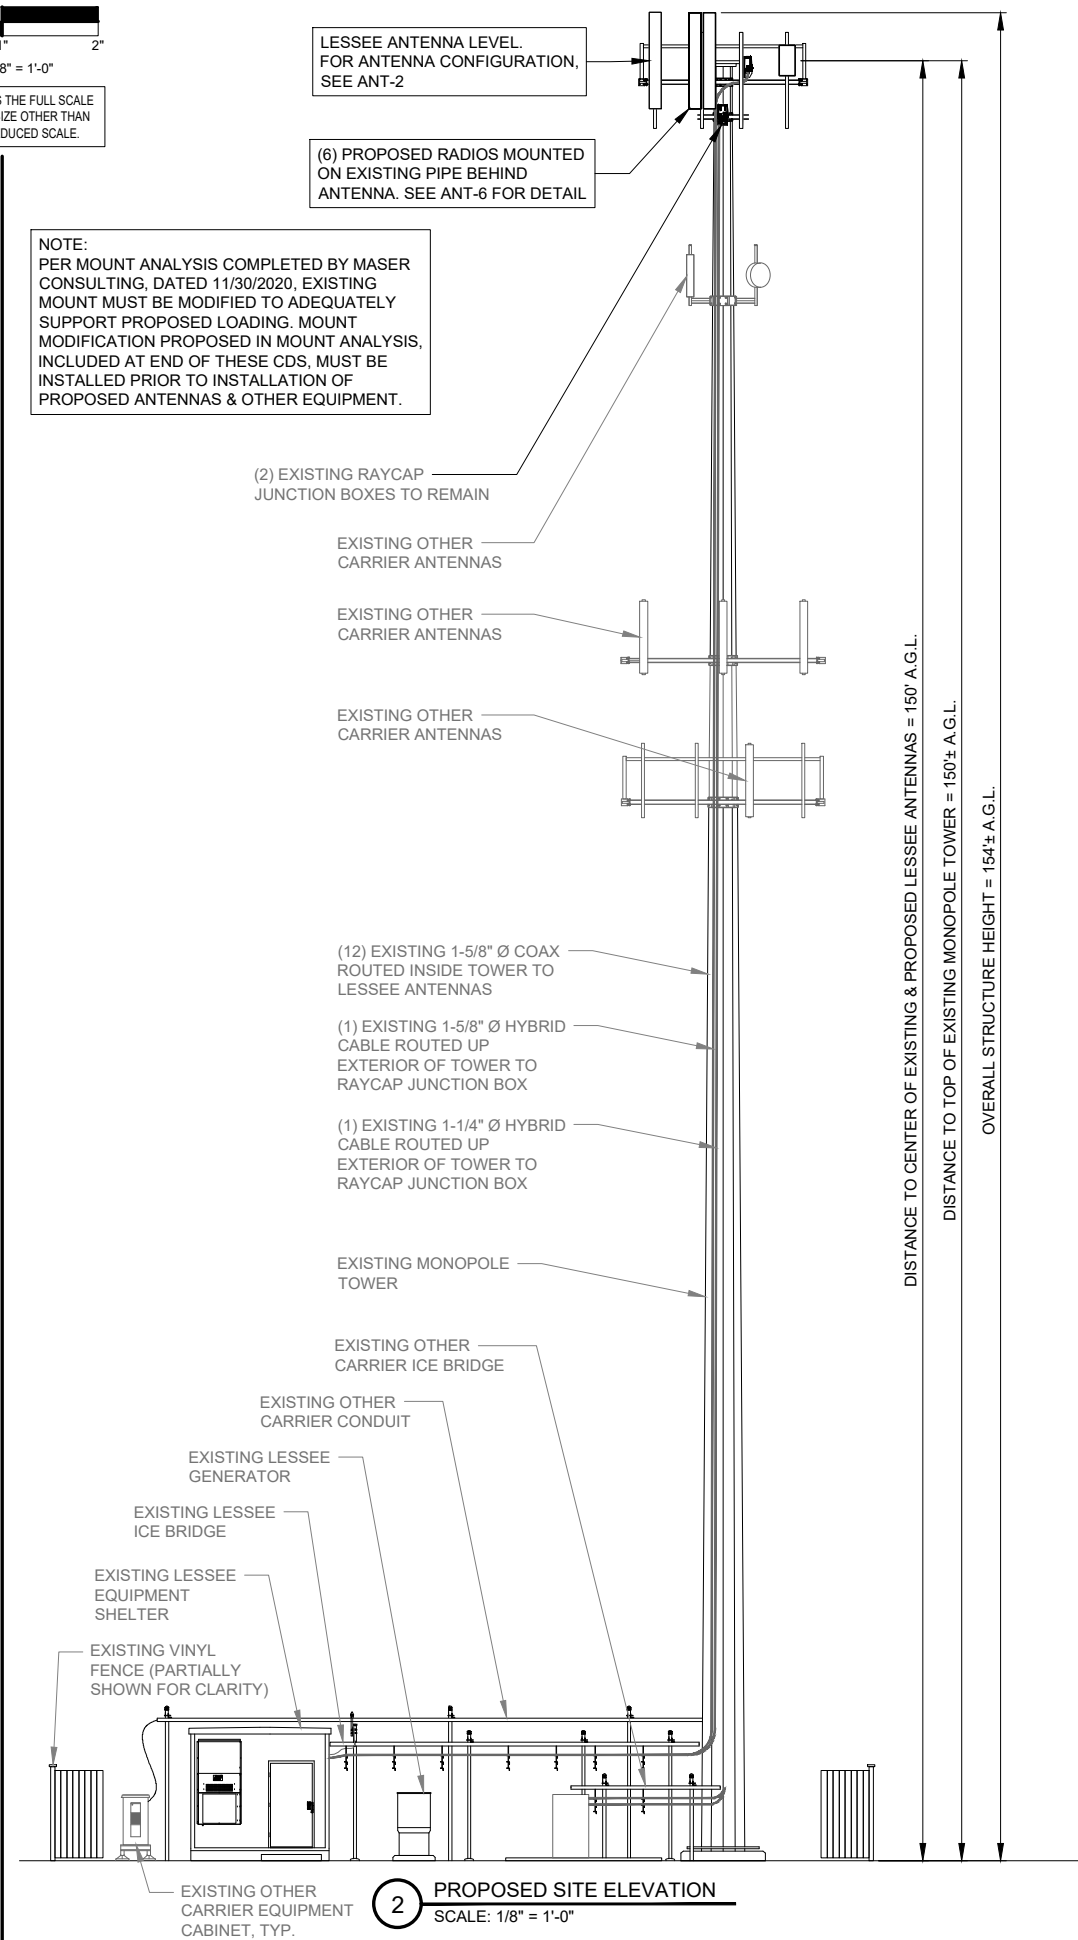 2"
8" = 1'-0"
THE FULL SCALE
SIZE OTHER THAN
REDUCED SCALE.
LESSEE ANTENNA LEVEL.
FOR ANTENNA CONFIGURATION,
SEE ANT-2
(6) PROPOSED RADIOS MOUNTED
ON EXISTING PIPE BEHIND
ANTENNA. SEE ANT-6 FOR DETAIL
NOTE:
PER MOUNT ANALYSIS COMPLETED BY MASER
CONSULTING, DATED 11/30/2020, EXISTING
MOUNT MUST BE MODIFIED TO ADEQUATELY
SUPPORT PROPOSED LOADING. MOUNT
MODIFICATION PROPOSED IN MOUNT ANALYSIS,
INCLUDED AT END OF THESE CDS, MUST BE
INSTALLED PRIOR TO INSTALLATION OF
PROPOSED ANTENNAS & OTHER EQUIPMENT.
(2) EXISTING RAYCAP
JUNCTION BOXES TO REMAIN
EXISTING OTHER
CARRIER ANTENNAS
EXISTING OTHER
CARRIER ANTENNAS
EXISTING OTHER
CARRIER ANTENNAS
(12) EXISTING 1-5/8" Ø COAX
ROUTED INSIDE TOWER TO
LESSEE ANTENNAS
(1) EXISTING 1-5/8" Ø HYBRID
CABLE ROUTED UP
EXTERIOR OF TOWER TO
RAYCAP JUNCTION BOX
(1) EXISTING 1-1/4" Ø HYBRID
CABLE ROUTED UP
EXTERIOR OF TOWER TO
RAYCAP JUNCTION BOX
EXISTING MONOPOLE
TOWER
EXISTING OTHER
CARRIER ICE BRIDGE
EXISTING OTHER
CARRIER CONDUIT
EXISTING LESSEE
GENERATOR
EXISTING LESSEE
ICE BRIDGE
EXISTING LESSEE
EQUIPMENT
SHELTER
EXISTING VINYL
FENCE (PARTIALLY
SHOWN FOR CLARITY)
EXISTING OTHER
CARRIER EQUIPMENT
CABINET, TYP.
DISTANCE TO CENTER OF EXISTING & PROPOSED LESSEE ANTENNAS = 150' A.G.L.
DISTANCE TO TOP OF EXISTING MONOPOLE TOWER = 150'± A.G.L.
OVERALL STRUCTURE HEIGHT = 154'± A.G.L.
2
PROPOSED SITE ELEVATION
SCALE: 1/8" = 1'-0"